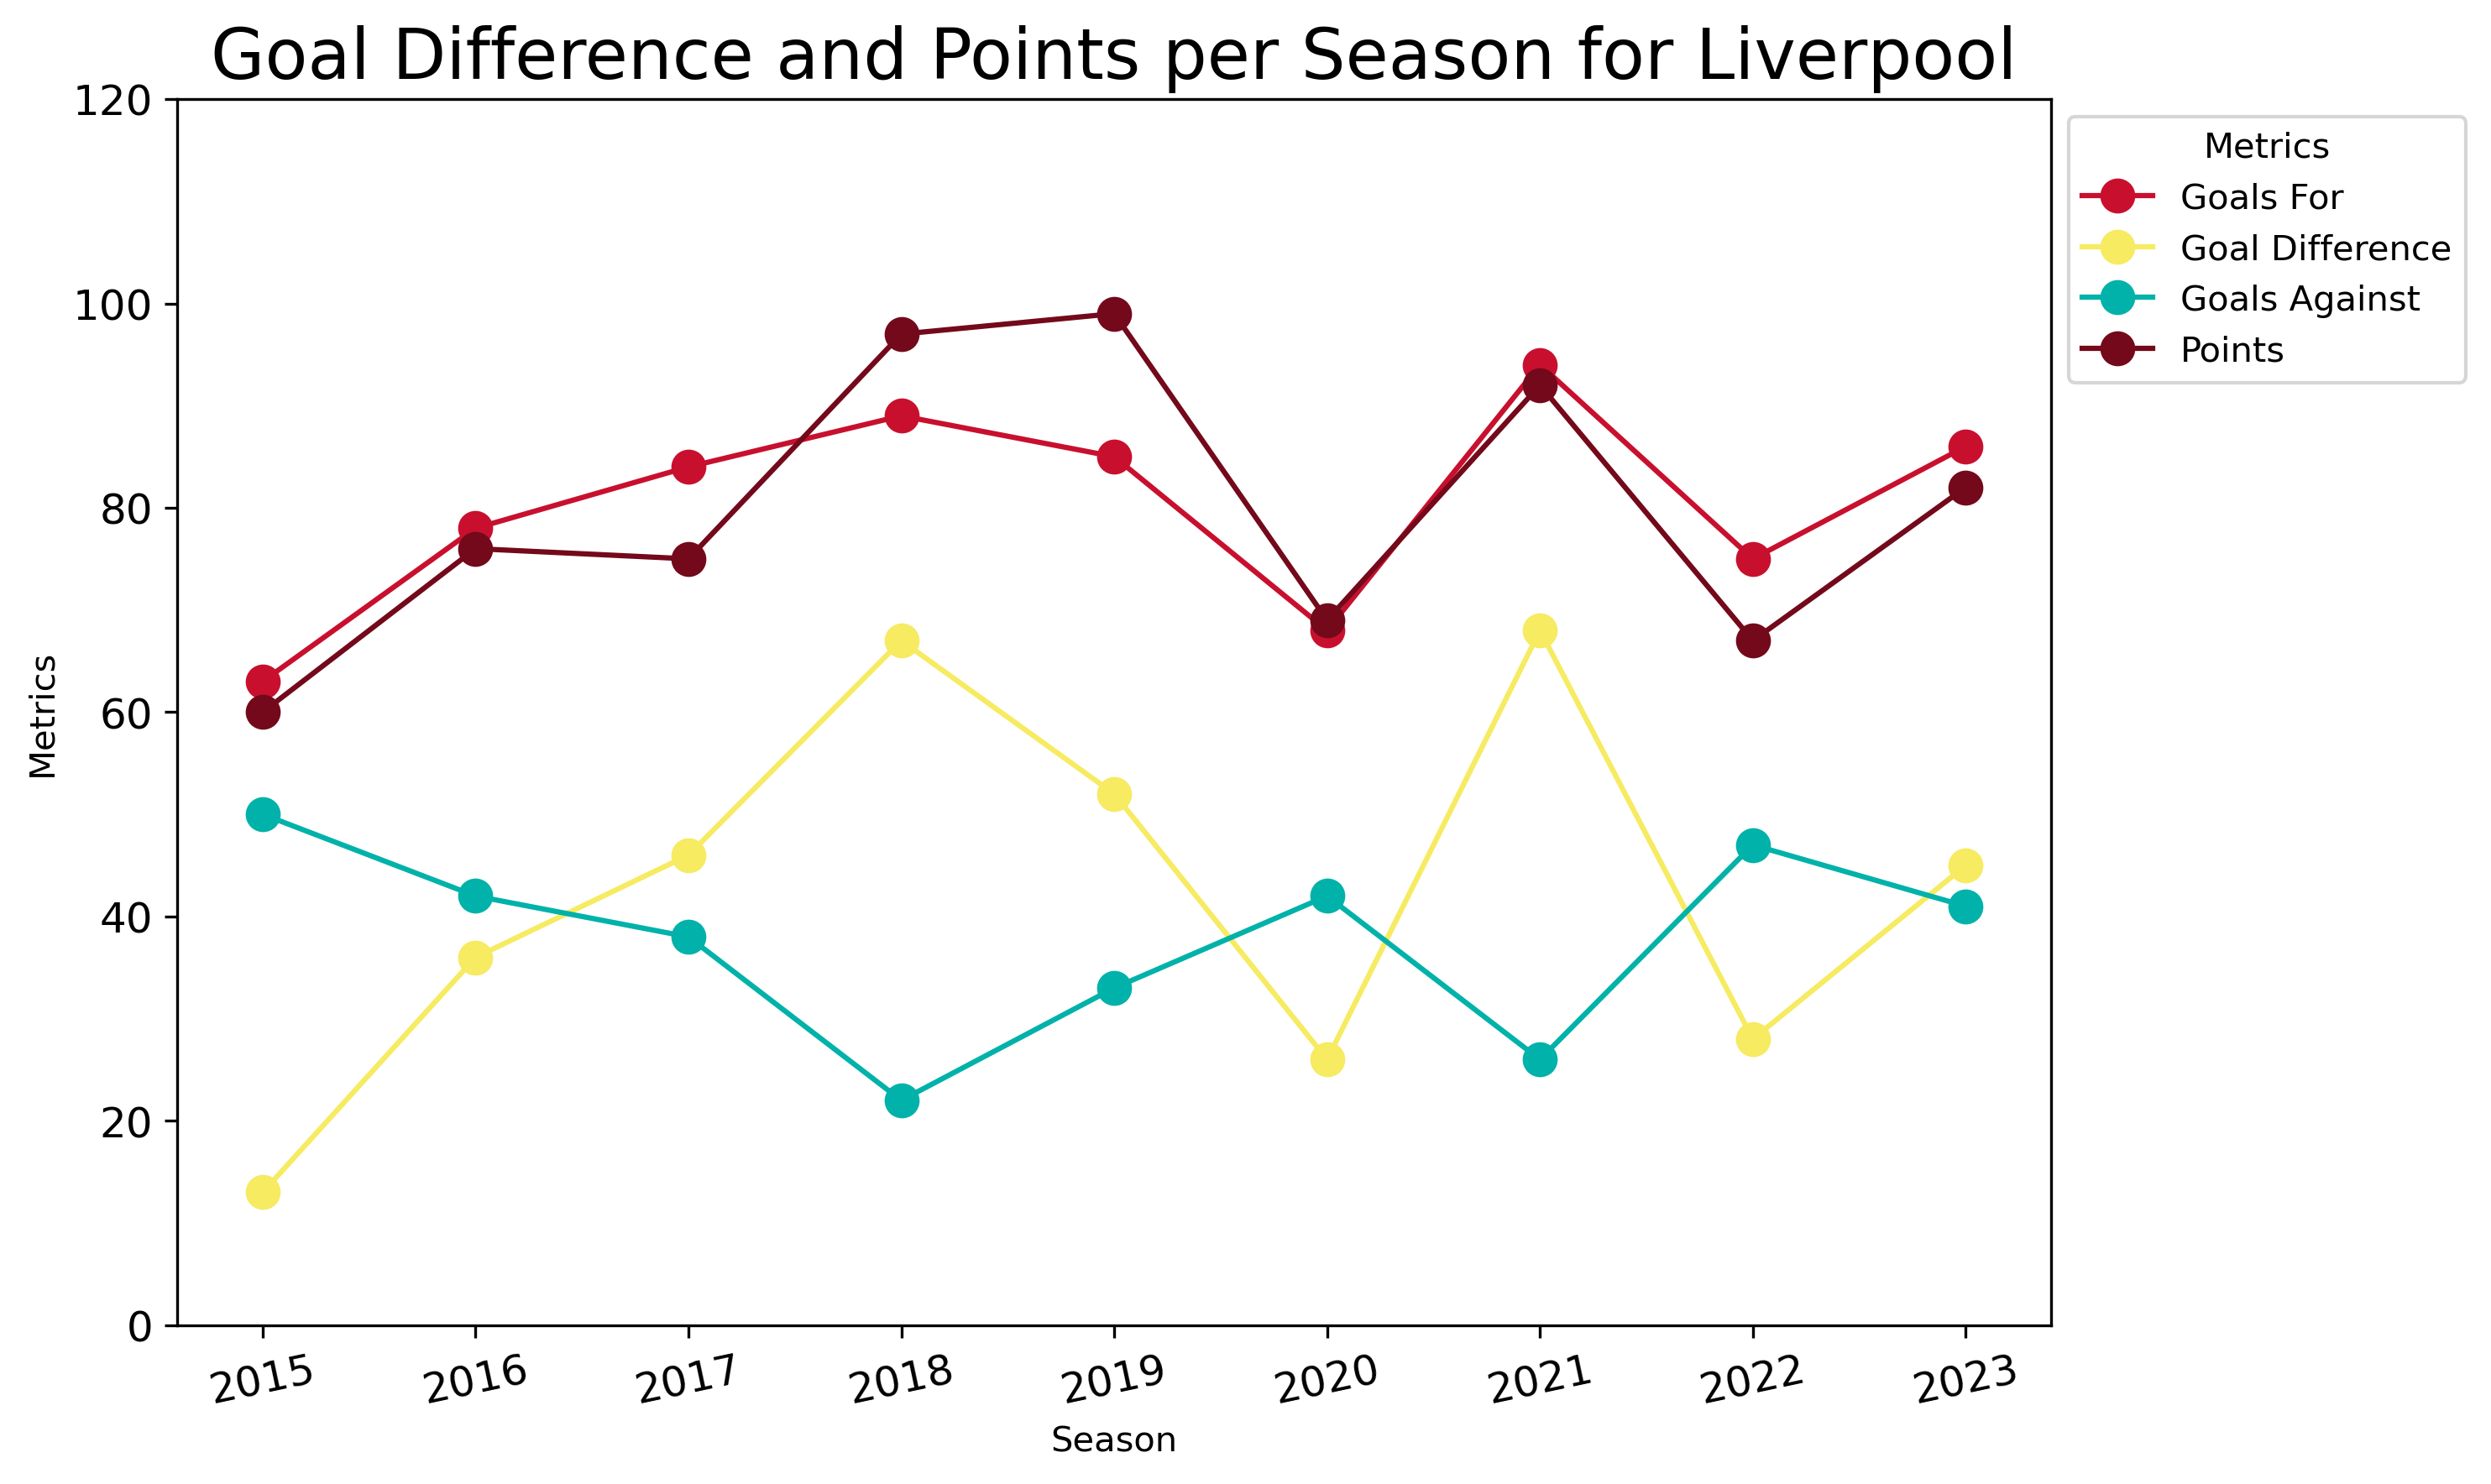 Goal Difference and Points per Season for Liverpool
120
100
80
60
40
20
0
Metrics
2015 2016 2017 2018 2019 2020 2021 2022 2023
Season
Metrics
Goals For
Goal Difference
Goals Against
Points